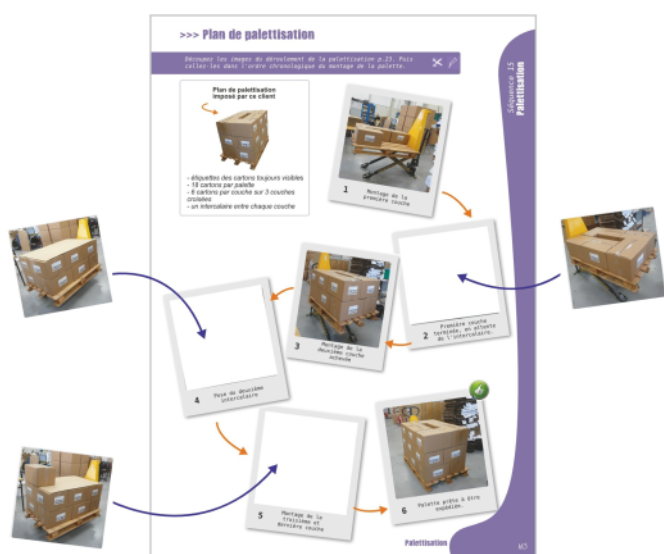 >>> Plan de palettisation
Découpez les images du déroulement de la palettisation p.23. Puis
collez-les dans l'ordre chronologique du montage de la palette.
Séquence 15
Palettisation
Plan de palettisation
imposé par ce client
- étiquettes des cartons toujours visibles
- 18 cartons par palette
- 6 cartons par couche sur 3 couches
croisées
- un intercalaire entre chaque couche
1 Montage de la
première couche
2 Première couche
terminée, en attente
de l'intercalaire.
3 Montage de la
deuxième couche
achevée
4 Pose du deuxième
intercalaire
5 Montage de la
troisième et
dernière couche
6 Palette prête à être
expédiée.
Palettisation